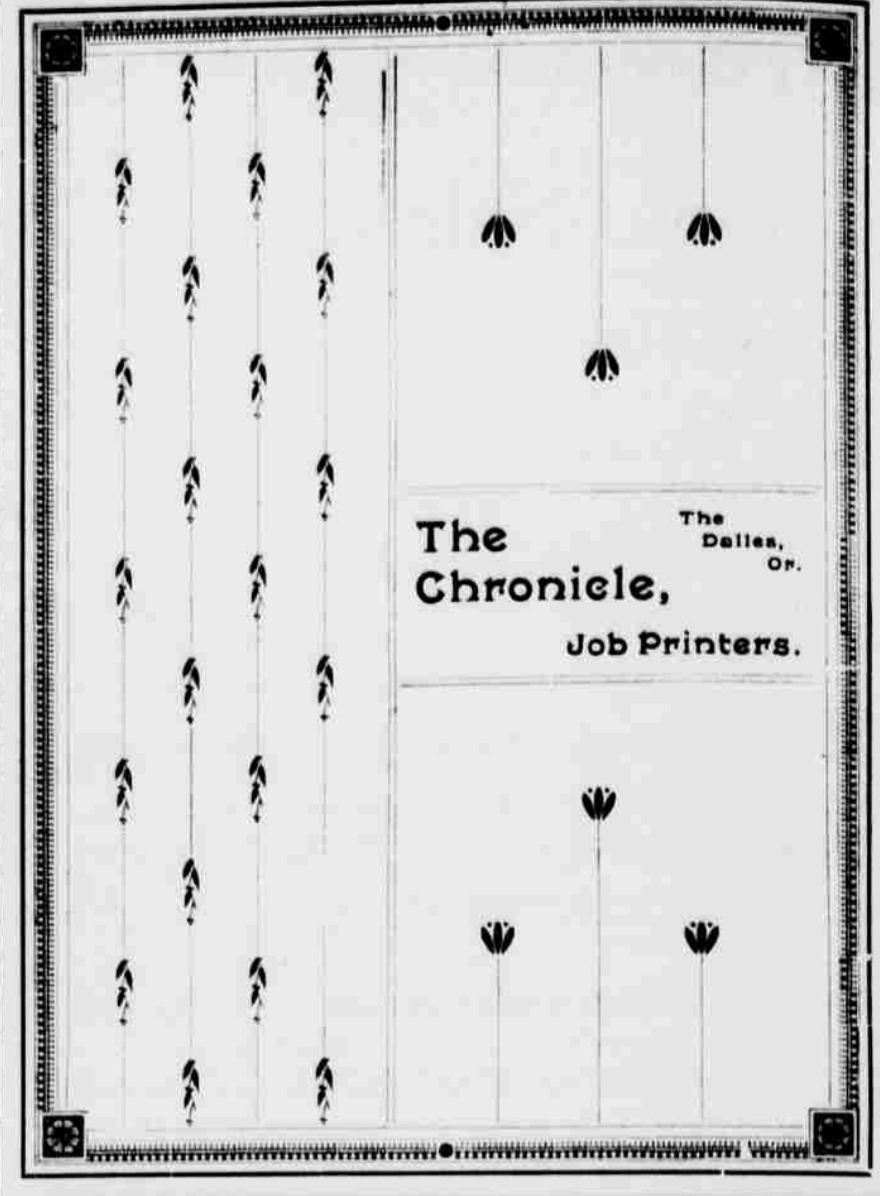 The
Chronicle,
The
Dalles,
Or.
Job Printers.